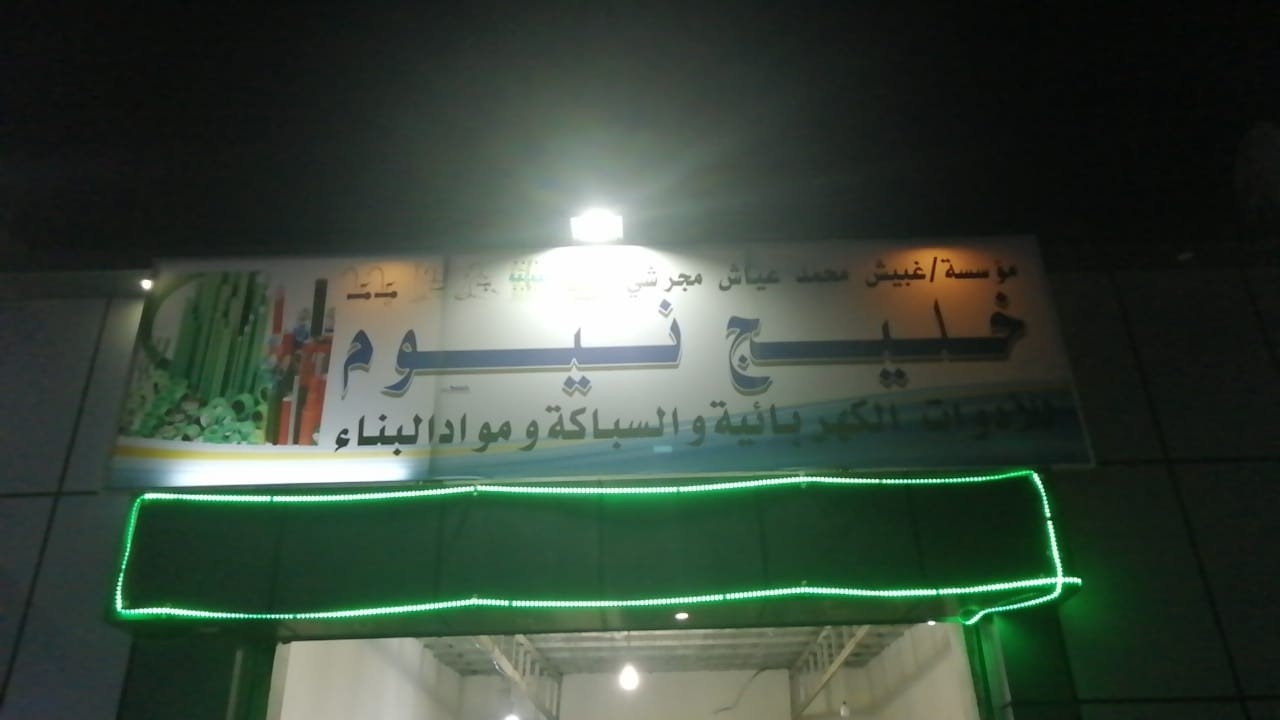 مؤسسة/غبيش محمد عياش مجرشي
خليج نيوم
للأدوات الكهربائية والسباكة ومواد البناء